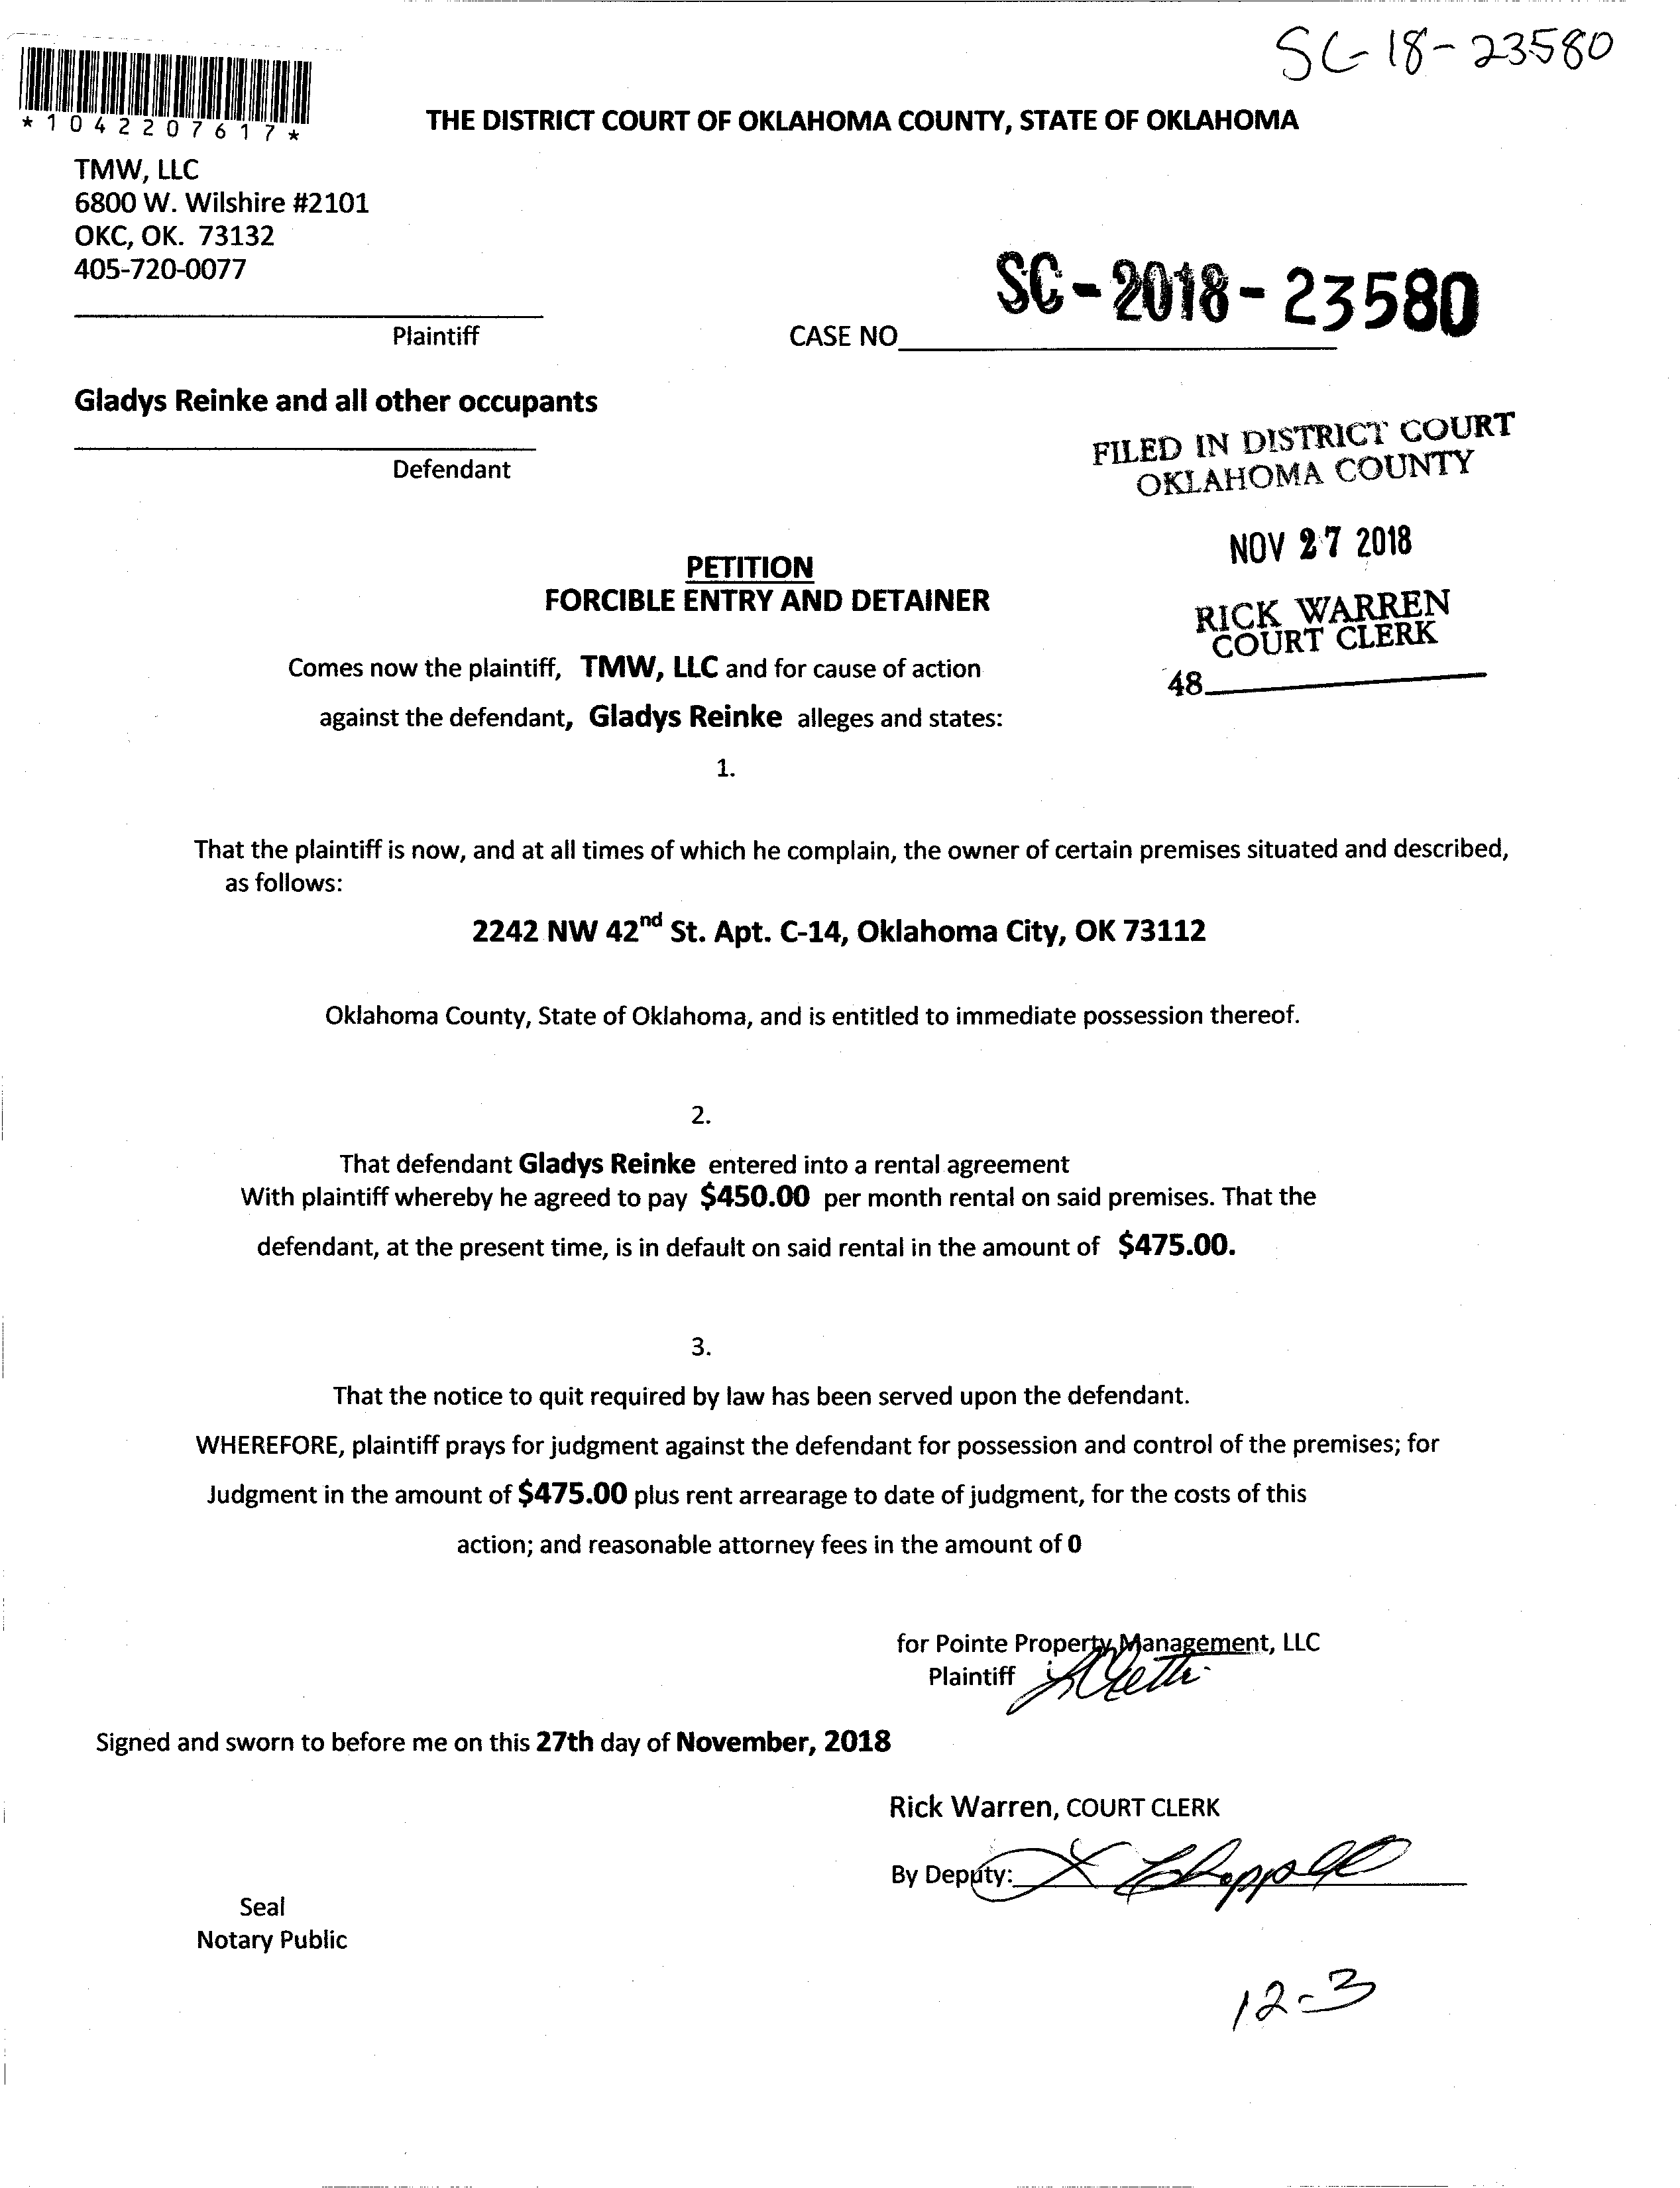 SC-18-23580
*1042207617*
THE DISTRICT COURT OF OKLAHOMA COUNTY, STATE OF OKLAHOMA
TMW, LLC
6800 W. Wilshire #2101
OKC, OK. 73132
405-720-0077
SC-2018-23580
Plaintiff
CASE NO
Gladys Reinke and all other occupants
Defendant
FILED IN DISTRICT COURT
OKLAHOMA COUNTY
NOV 27 2018
RICK WARREN
COURT CLERK
48
PETITION
FORCIBLE ENTRY AND DETAINER
Comes now the plaintiff, TMW, LLC and for cause of action
against the defendant, Gladys Reinke alleges and states:
1.
That the plaintiff is now, and at all times of which he complain, the owner of certain premises situated and described,
as follows:
2242 NW 42nd St. Apt. C-14, Oklahoma City, OK 73112
Oklahoma County, State of Oklahoma, and is entitled to immediate possession thereof.
2.
That defendant Gladys Reinke entered into a rental agreement
With plaintiff whereby he agreed to pay $450.00 per month rental on said premises. That the
defendant, at the present time, is in default on said rental in the amount of $475.00.
3.
That the notice to quit required by law has been served upon the defendant.
WHEREFORE, plaintiff prays for judgment against the defendant for possession and control of the premises; for
Judgment in the amount of $475.00 plus rent arrearage to date of judgment, for the costs of this
action; and reasonable attorney fees in the amount of 0
for Pointe Property Management, LLC
Plaintiff
Signed and sworn to before me on this 27th day of November, 2018
Rick Warren, COURT CLERK
By Deputy:
Seal
Notary Public
12-3